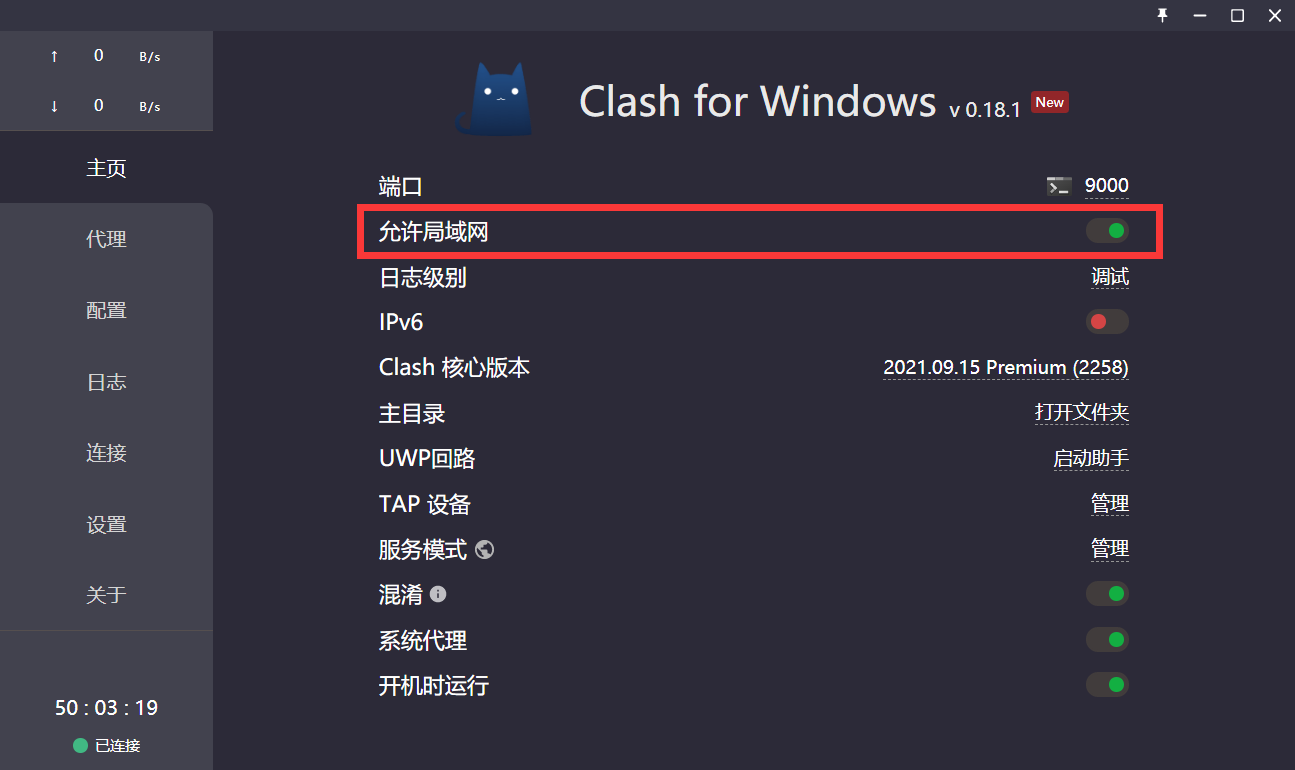 ↑ 0 B/s
↓ 0 B/s
主页
代理
配置
日志
连接
设置
关于
50 : 03 : 19
已连接
Clash for Windows v 0.18.1 New
端口 9000
允许局域网
日志级别 调试
IPv6
Clash 核心版本 2021.09.15 Premium (2258)
主目录 打开文件夹
UWP回路 启动助手
TAP 设备 管理
服务模式 管理
混淆
系统代理
开机时运行